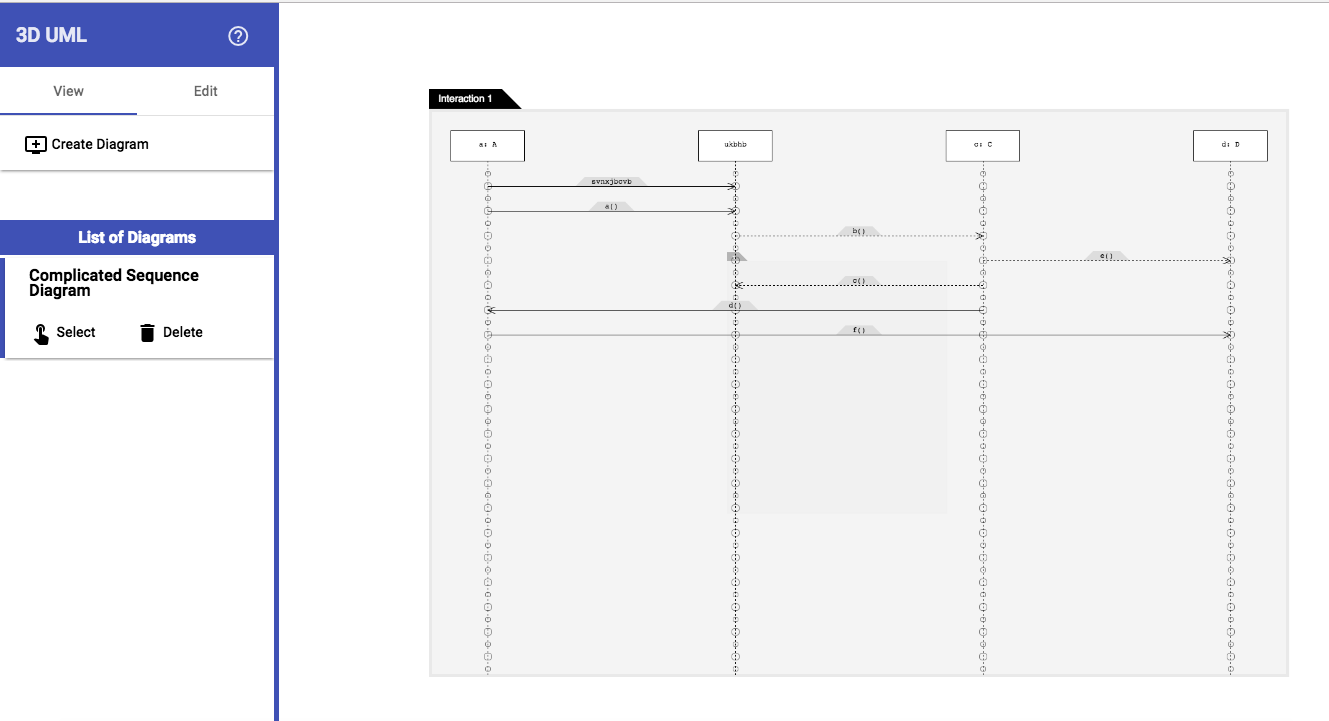 3D UML
View
Edit
Create Diagram
List of Diagrams
Complicated Sequence
Diagram
Select
Delete
Interaction 1
a: A
ukbhb
c: C
d: D
svnxjbcvb
a()
b()
e()
c()
d()
f()